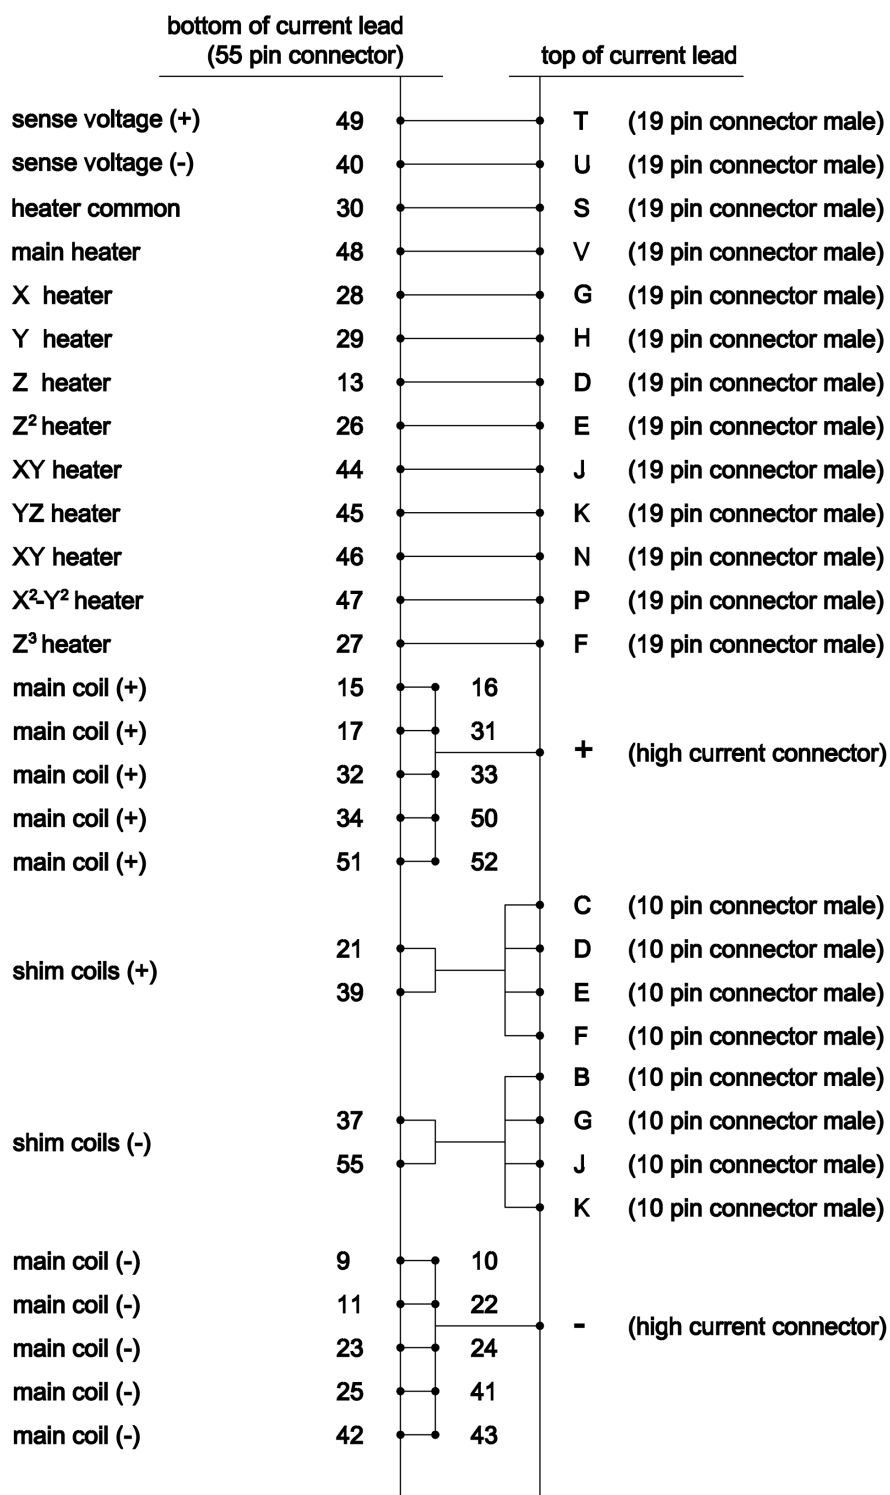 bottom of current lead
(55 pin connector) top of current lead
sense voltage (+) 49 T (19 pin connector male)
sense voltage (-) 40 U (19 pin connector male)
heater common 30 S (19 pin connector male)
main heater 48 V (19 pin connector male)
X heater 28 G (19 pin connector male)
Y heater 29 H (19 pin connector male)
Z heater 13 D (19 pin connector male)
Z² heater 26 E (19 pin connector male)
XY heater 44 J (19 pin connector male)
YZ heater 45 K (19 pin connector male)
XY heater 46 N (19 pin connector male)
X²-Y² heater 47 P (19 pin connector male)
Z³ heater 27 F (19 pin connector male)
main coil (+) 15 16
main coil (+) 17 31
+ (high current connector)
main coil (+) 32 33
main coil (+) 34 50
main coil (+) 51 52
C (10 pin connector male)
21 D (10 pin connector male)
shim coils (+)
39 E (10 pin connector male)
F (10 pin connector male)
B (10 pin connector male)
37 G (10 pin connector male)
shim coils (-)
55 J (10 pin connector male)
K (10 pin connector male)
main coil (-) 9 10
main coil (-) 11 22
- (high current connector)
main coil (-) 23 24
main coil (-) 25 41
main coil (-) 42 43